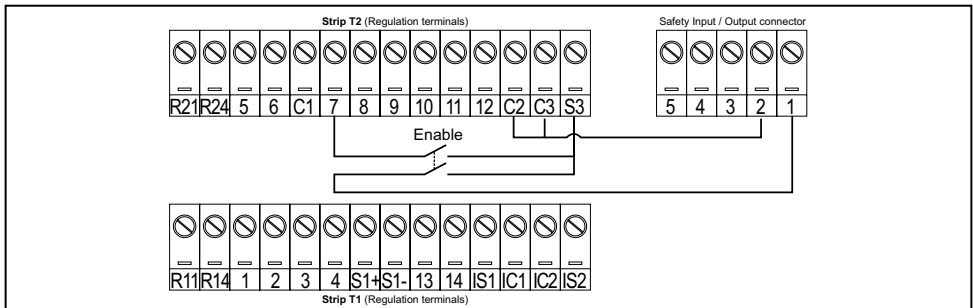 Strip T2 (Regulation terminals) Safety Input / Output connector
R21 R24 5 6 C1 7 8 9 10 11 12 C2 C3 S3 5 4 3 2 1
Enable
R11 R14 1 2 3 4 S1+ S1- 13 14 IS1 IC1 IC2 IS2
Strip T1 (Regulation terminals)